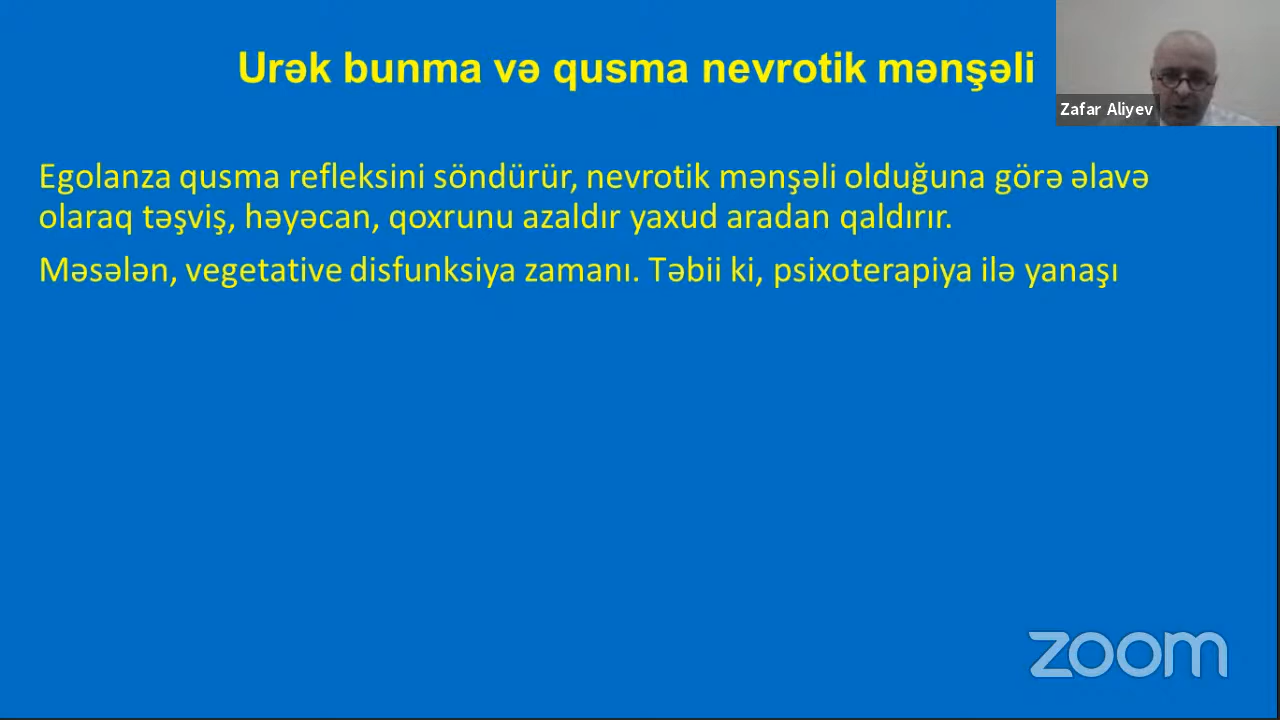 Urək bunma və qusma nevrotik mənşəli
Zafar Aliyev
Egolanza qusma refleksini söndürür, nevrotik mənşəli olduğuna görə əlavə
olaraq təşviş, həyəcan, qoxrunu azaldır yaxud aradan qaldırır.
Məsələn, vegetative disfunksiya zamanı. Təbii ki, psixoterapiya ilə yanaşı
zoom